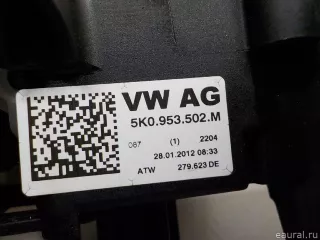 VW AG
5K0.953.502.M
087 (1) 2204
28.01.2012 08:33
ATW 279.623 DE
© eaural.ru